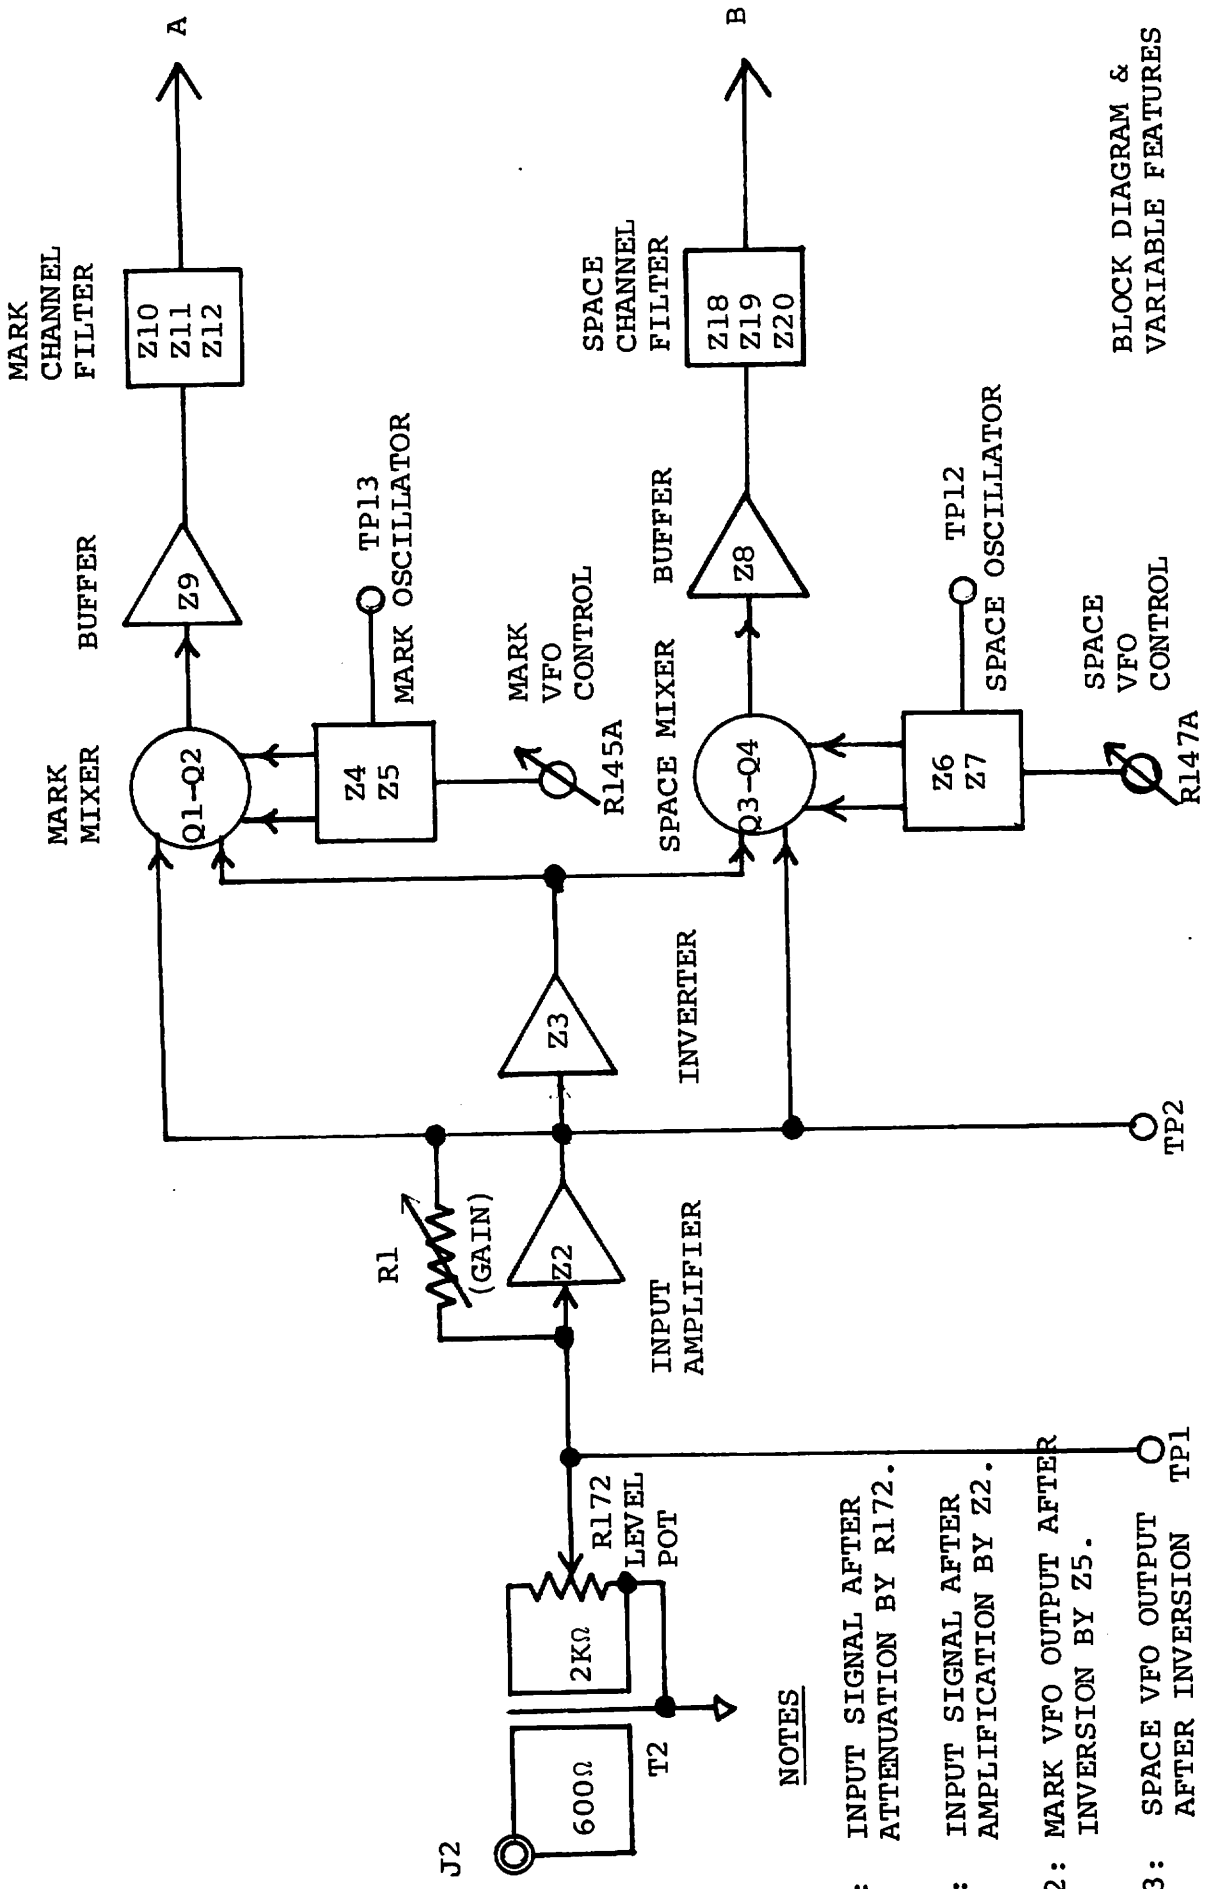 MARK
CHANNEL
FILTER
Z10
Z11
Z12
A
BUFFER
Z9
MARK
MIXER
Q1-Q2
Z4
Z5
TP13
MARK OSCILLATOR
MARK
VFO
CONTROL
R145A
SPACE
CHANNEL
FILTER
Z18
Z19
Z20
B
BUFFER
Z8
SPACE MIXER
Q3-Q4
Z6
Z7
TP12
SPACE OSCILLATOR
SPACE
VFO
CONTROL
R147A
INVERTER
Z3
R1
(GAIN)
Z2
INPUT
AMPLIFIER
TP2
TP1
R172
LEVEL
POT
2KΩ
600Ω
T2
J2
NOTES
: INPUT SIGNAL AFTER
ATTENUATION BY R172.
: INPUT SIGNAL AFTER
AMPLIFICATION BY Z2.
2: MARK VFO OUTPUT AFTER
INVERSION BY Z5.
3: SPACE VFO OUTPUT
AFTER INVERSION
BLOCK DIAGRAM &
VARIABLE FEATURES